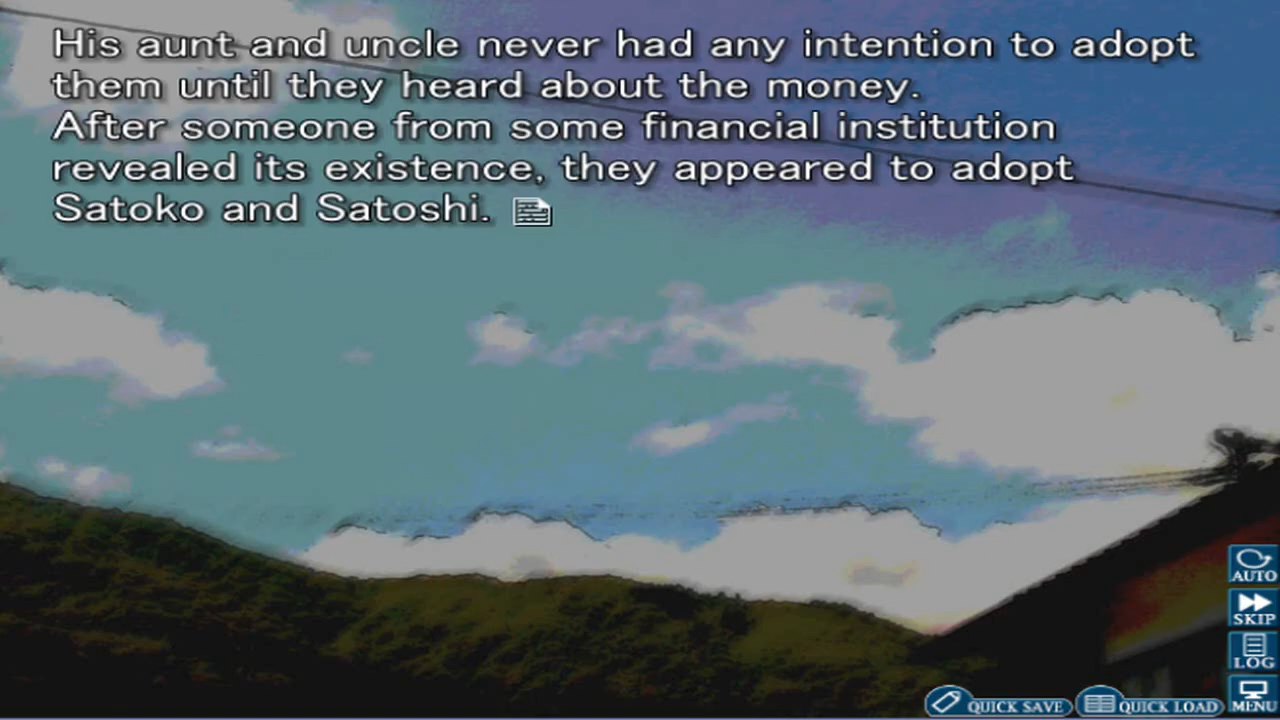 His aunt and uncle never had any intention to adopt
them until they heard about the money.
After someone from some financial institution
revealed its existence, they appeared to adopt
Satoko and Satoshi.
AUTO
SKIP
LOG
MENU
QUICK SAVE
QUICK LOAD